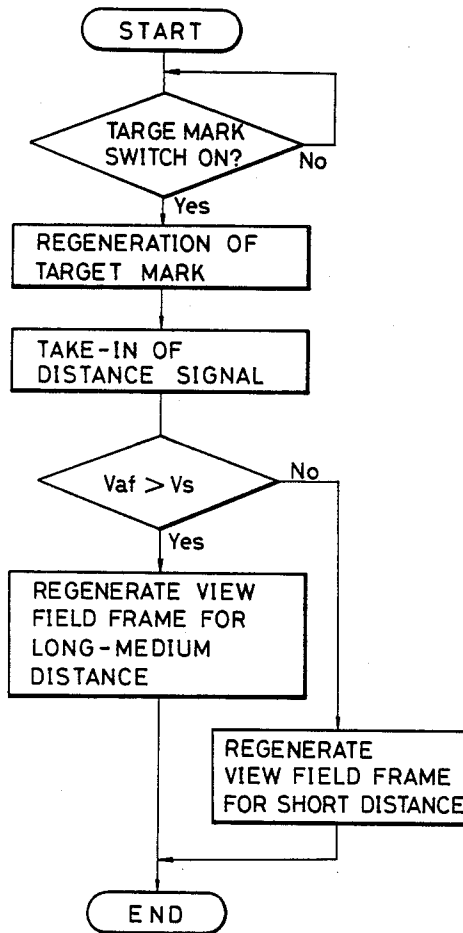 START
TARGE MARK
SWITCH ON?
No
Yes
REGENERATION OF
TARGET MARK
TAKE-IN OF
DISTANCE SIGNAL
Vaf > Vs
No
Yes
REGENERATE VIEW
FIELD FRAME FOR
LONG-MEDIUM
DISTANCE
REGENERATE
VIEW FIELD FRAME
FOR SHORT DISTANCE
END